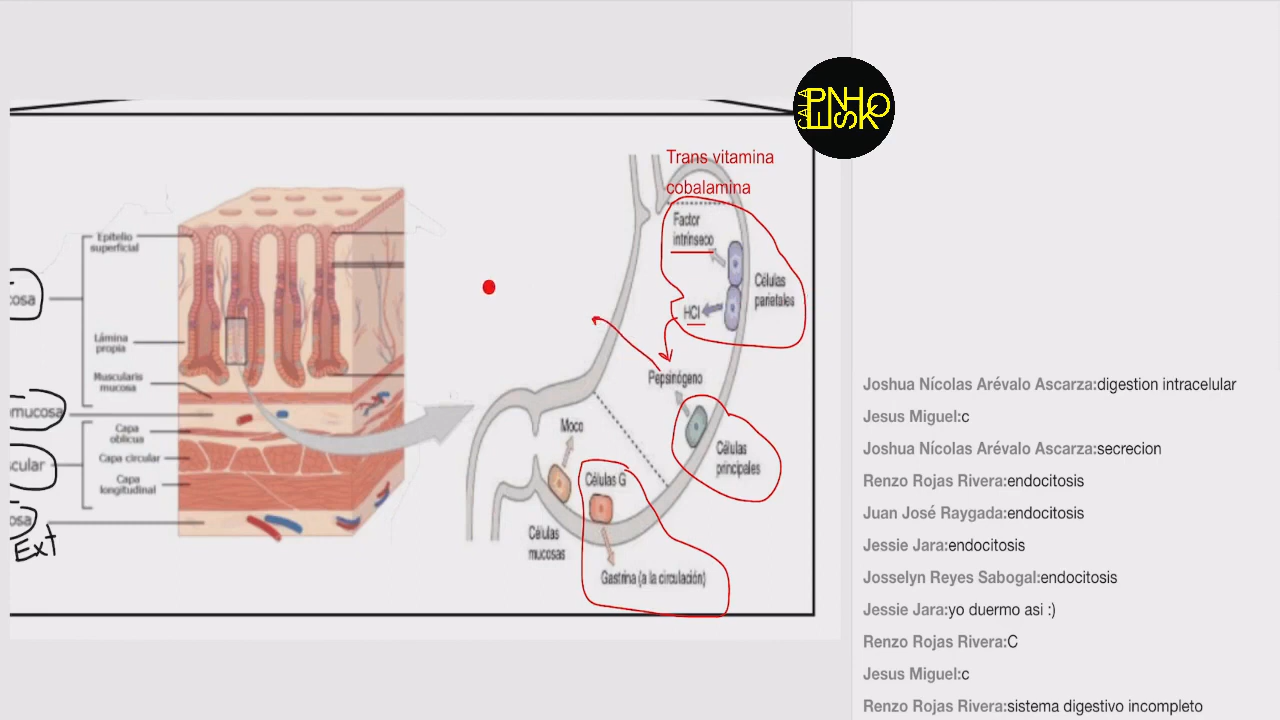 Trans vitamina
cobalamina
Factor
intrínseco
Células
parietales
HCl
Pepsinógeno
Células
principales
Moco
Células G
Células
mucosas
Gastrina (a la circulación)
Epitelio
superficial
osa
Lámina
propia
Muscularis
mucosa
mucosa
Capa
oblicua
cular
Capa circular
Capa
longitudinal
osa
Ext
CALA
PENHOSK
Joshua Nícolas Arévalo Ascarza:digestion intracelular
Jesus Miguel:c
Joshua Nícolas Arévalo Ascarza:secrecion
Renzo Rojas Rivera:endocitosis
Juan José Raygada:endocitosis
Jessie Jara:endocitosis
Josselyn Reyes Sabogal:endocitosis
Jessie Jara:yo duermo asi :)
Renzo Rojas Rivera:C
Jesus Miguel:c
Renzo Rojas Rivera:sistema digestivo incompleto